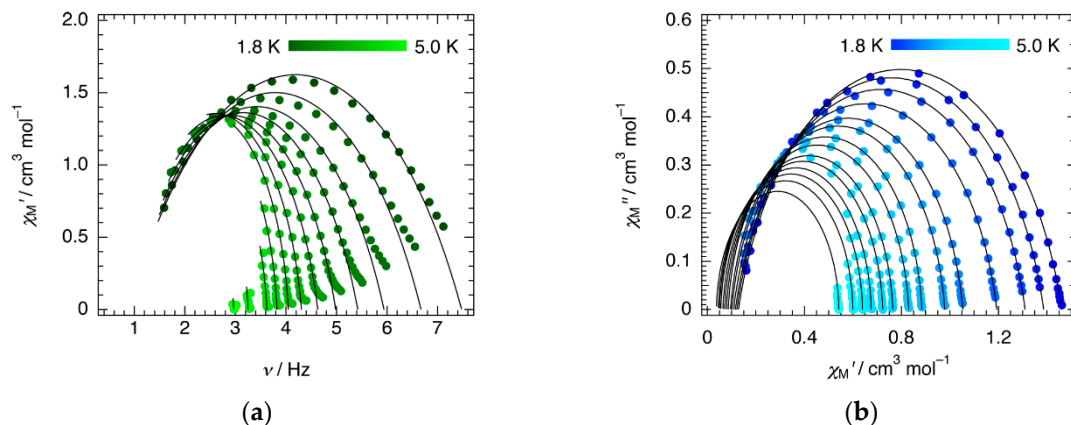 2.0
1.5
1.0
0.5
0
χM′ / cm³ mol⁻¹
1.8 K 5.0 K
1 2 3 4 5 6 7
ν / Hz
(a)
0.6
0.5
0.4
0.3
0.2
0.1
0
χM″ / cm³ mol⁻¹
1.8 K 5.0 K
0 0.4 0.8 1.2
χM′ / cm³ mol⁻¹
(b)